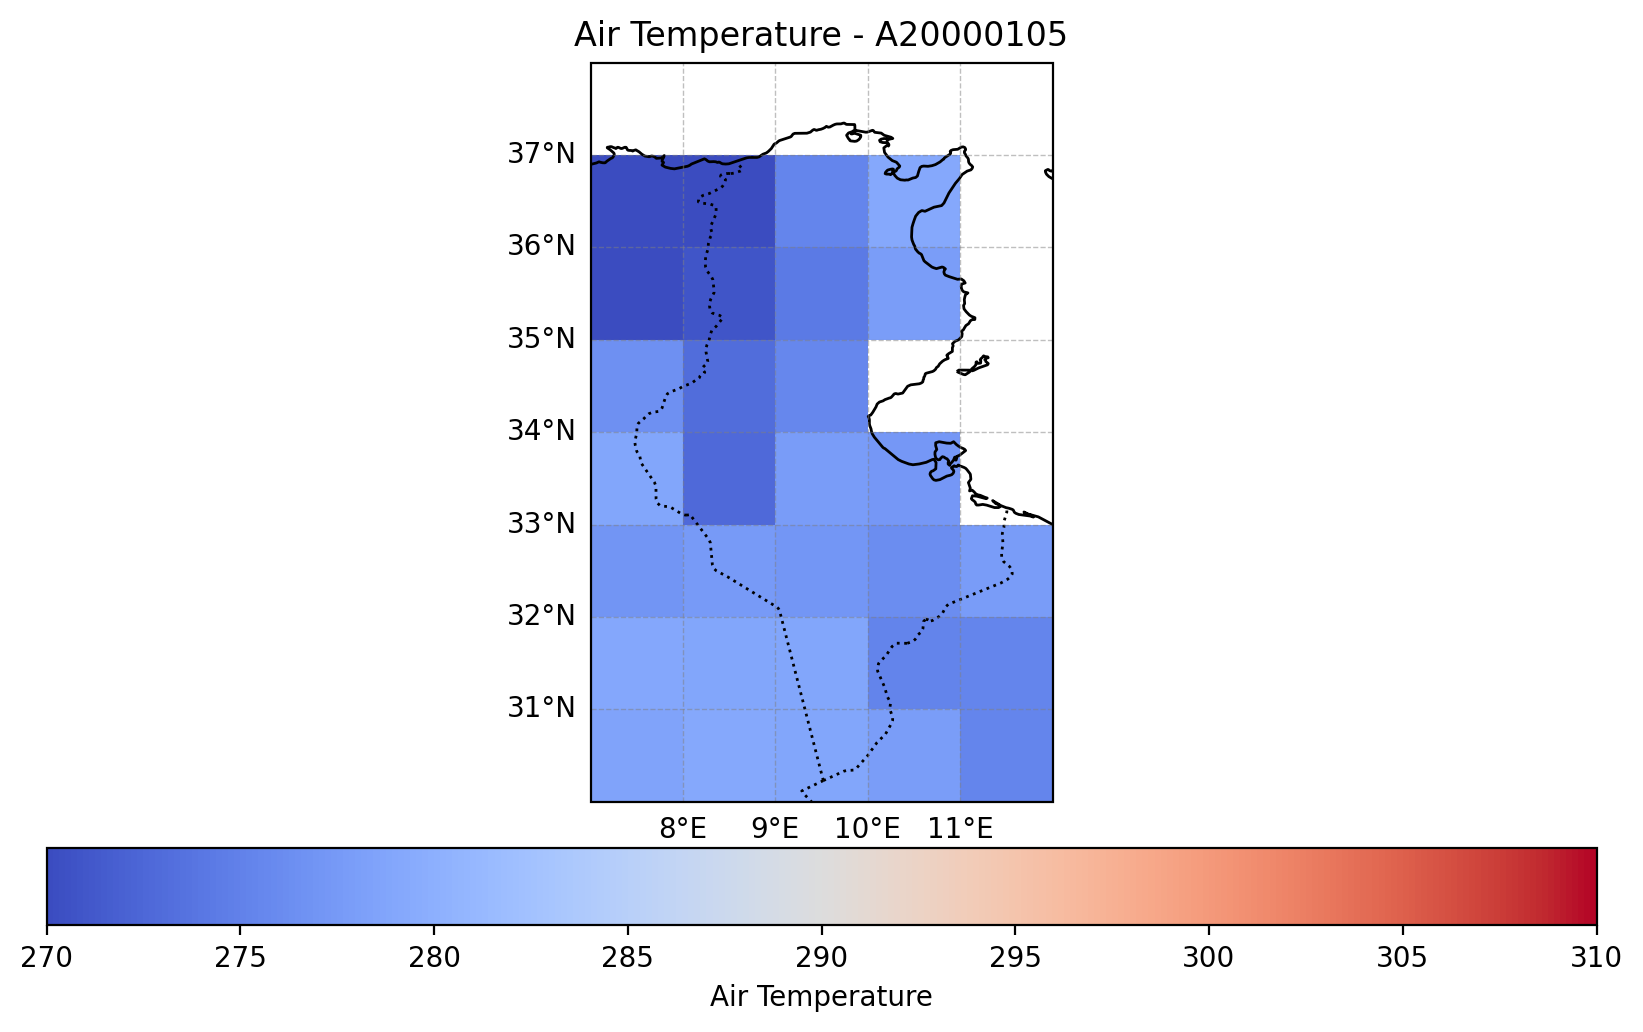 Air Temperature - A20000105
37°N
36°N
35°N
34°N
33°N
32°N
31°N
8°E 9°E 10°E 11°E
270 275 280 285 290 295 300 305 310
Air Temperature